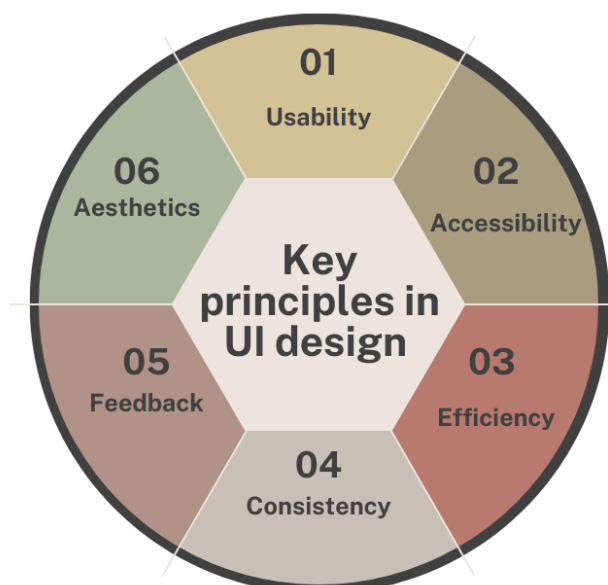 01
Usability
02
Accessibility
03
Efficiency
04
Consistency
05
Feedback
06
Aesthetics
Key
principles in
UI design